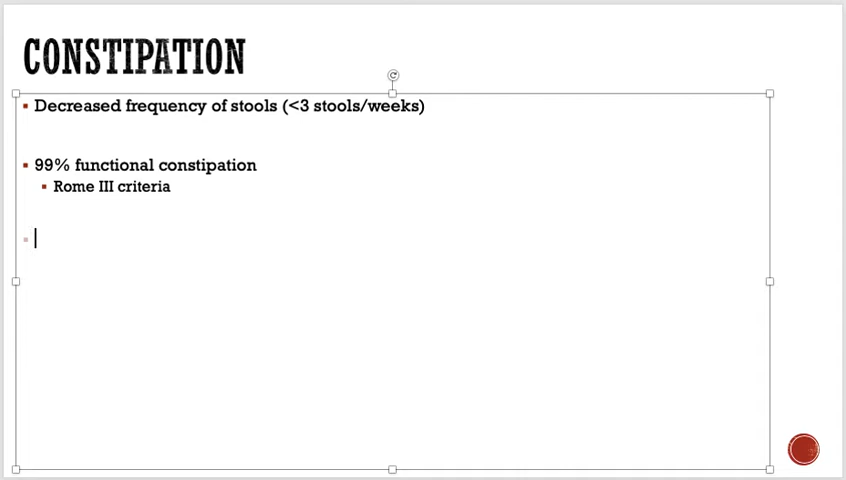 CONSTIPATION
Decreased frequency of stools (<3 stools/weeks)
99% functional constipation
Rome III criteria